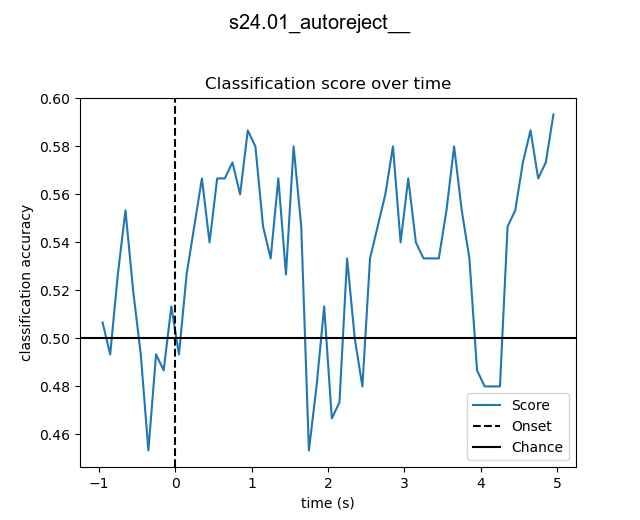 s24.01_autoreject__
Classification score over time
classification accuracy
0.60
0.58
0.56
0.54
0.52
0.50
0.48
0.46
−1
0
1
2
3
4
5
time (s)
Score
Onset
Chance